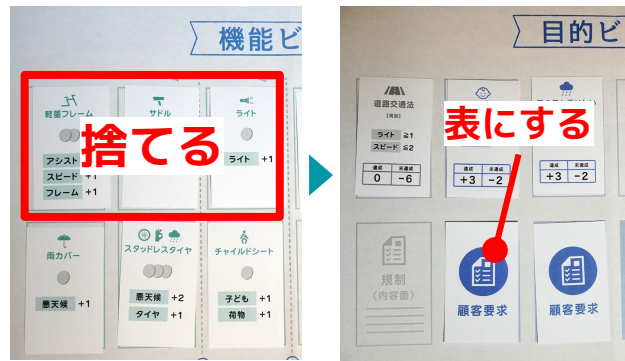 機能ビ
軽量フレーム
サドル
ライト
捨てる
アシスト
スピード +1
フレーム +1
ライト +1
雨カバー
悪天候 +1
スタッドレスタイヤ
悪天候 +2
タイヤ +1
チャイルドシート
子ども +1
荷物 +1
目的ビ
道路交通法
[規制]
ライト ≧1
スピード ≦2
達成 未達成
0 −6
表にする
達成 未達成
+3 −2
達成 未達成
+3 −2
規制
(内容面)
顧客要求
顧客要求